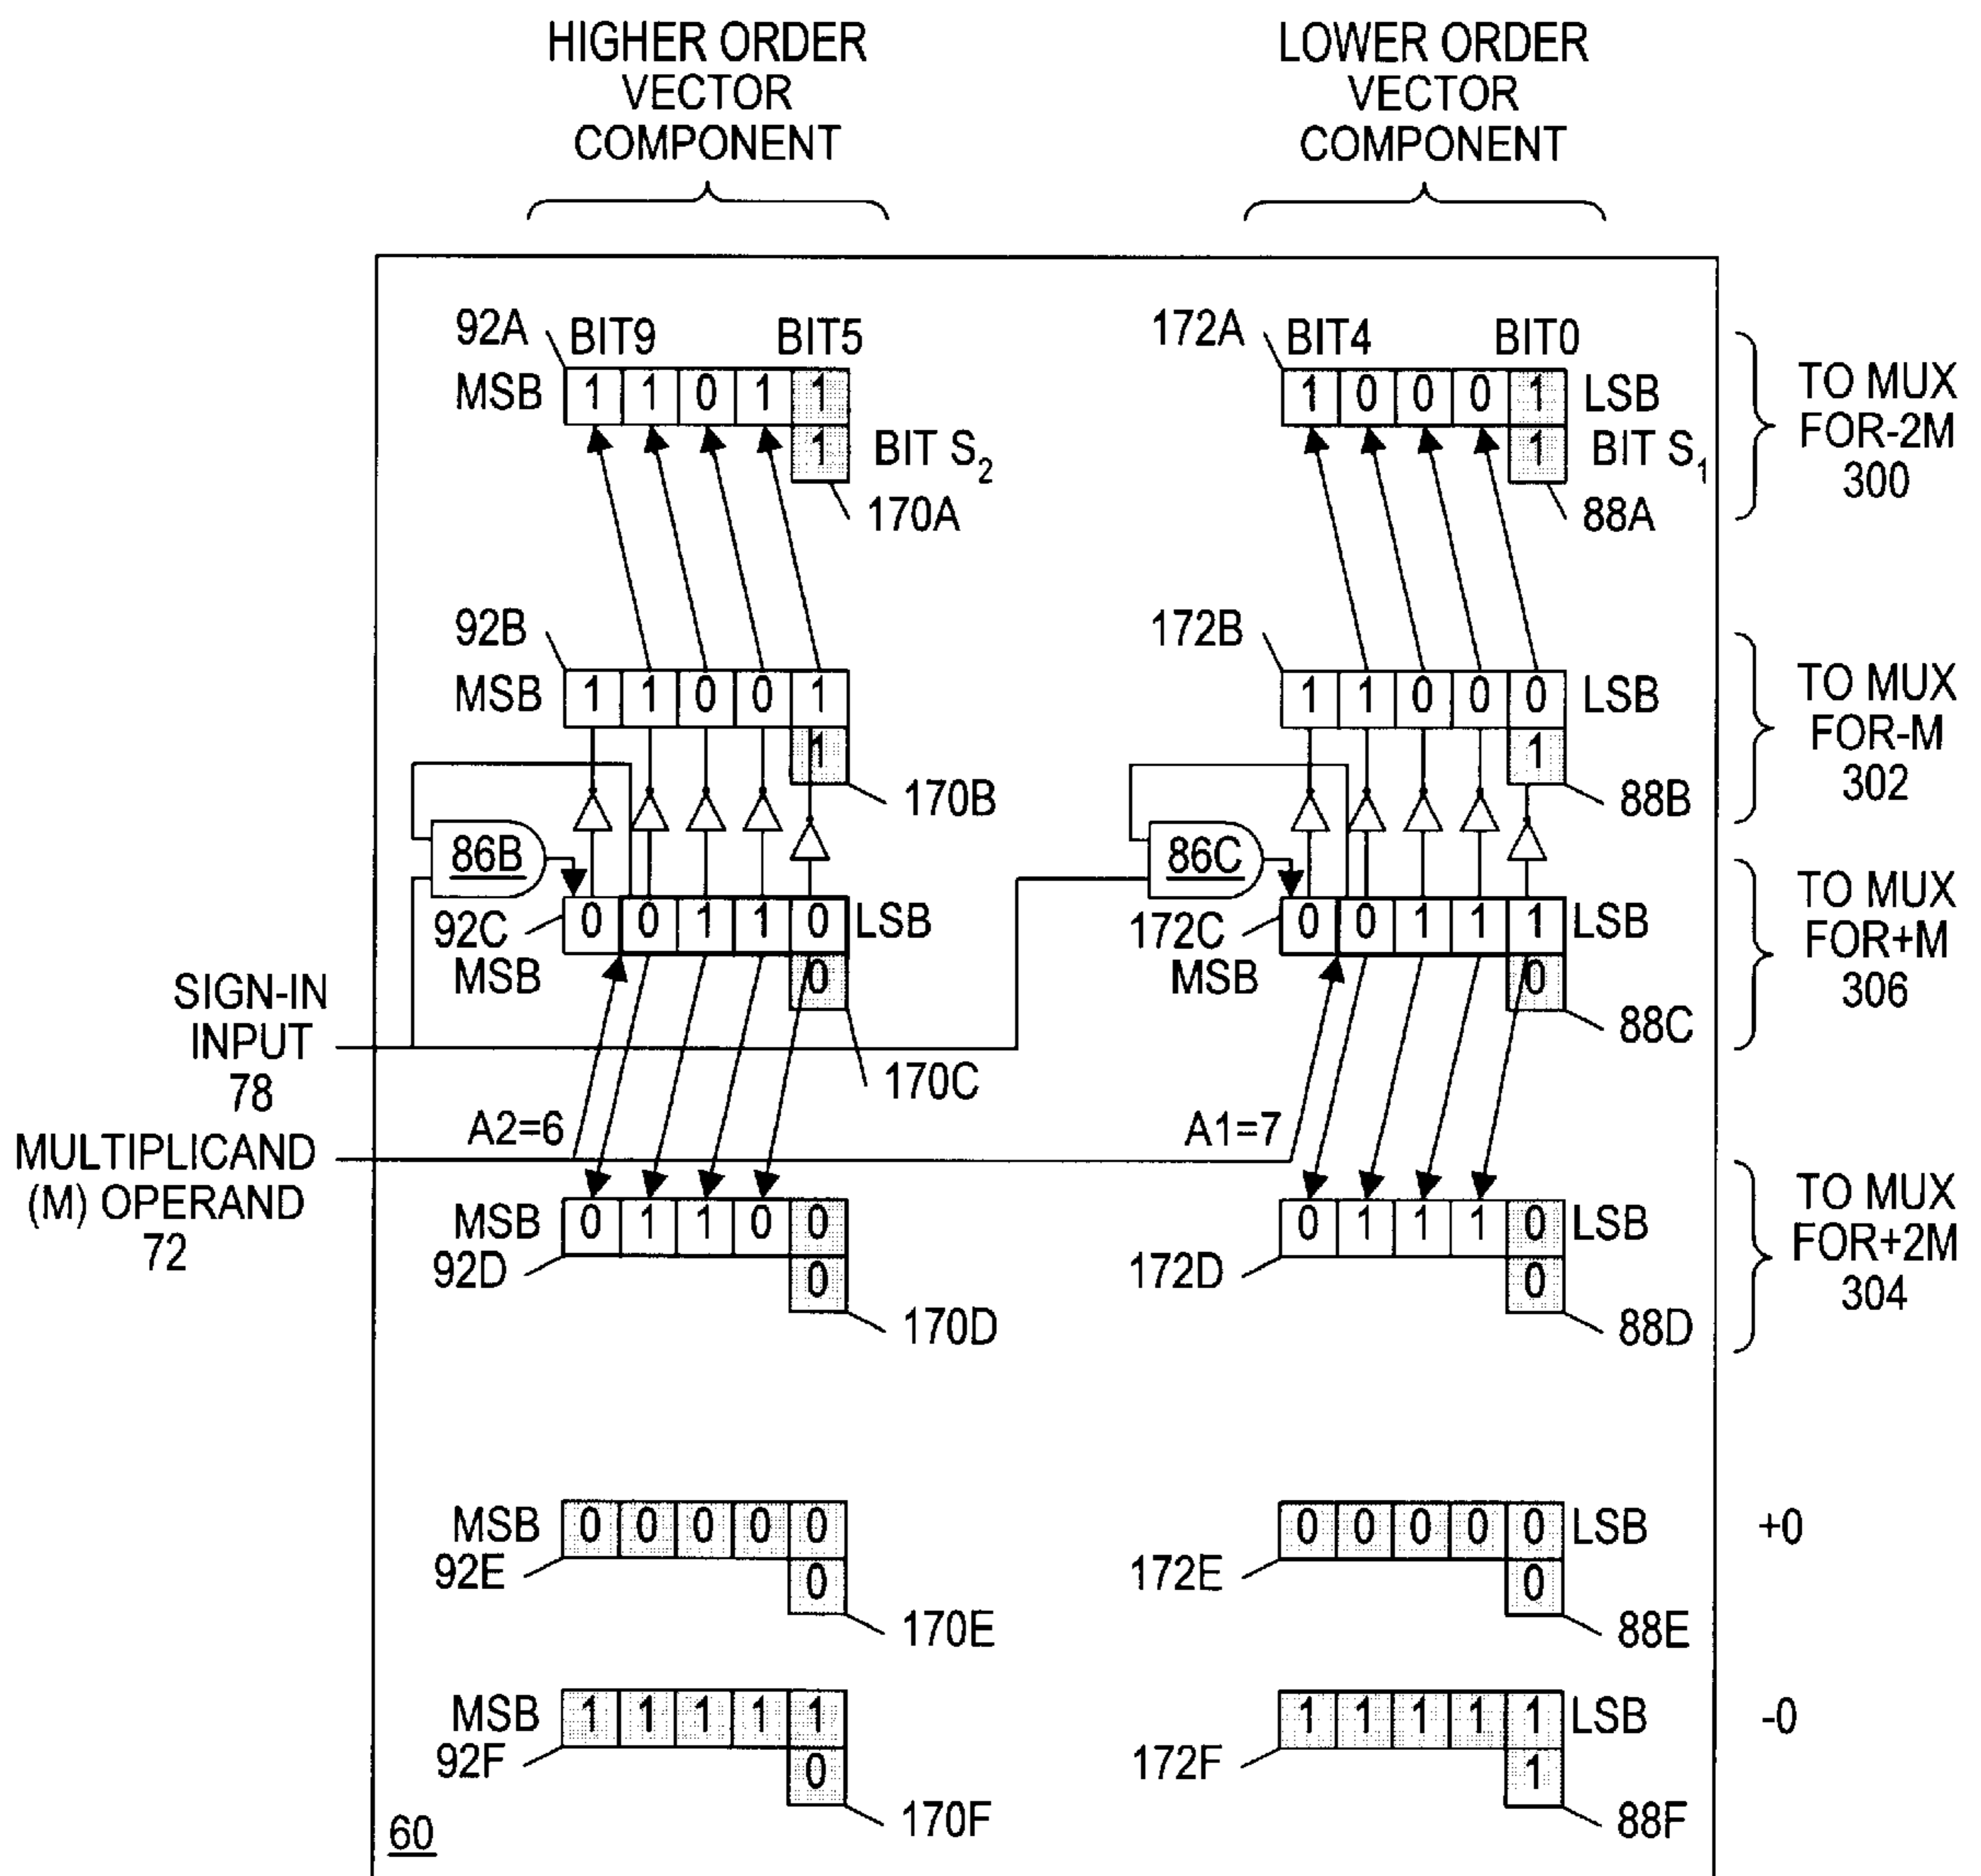 HIGHER ORDER VECTOR COMPONENT
LOWER ORDER VECTOR COMPONENT
92A BIT9 BIT5 172A BIT4 BIT0
MSB 1 1 0 1 1 1 0 0 0 1 LSB
1 BIT S2 1 BIT S1
170A 88A
TO MUX FOR-2M 300
92B 172B
MSB 1 1 0 0 1 1 1 0 0 0 LSB
1 1
170B 88B
TO MUX FOR-M 302
86B 86C
92C 0 0 1 1 0 LSB 172C 0 0 1 1 1 LSB
MSB 0 MSB 0
170C 88C
TO MUX FOR+M 306
SIGN-IN INPUT 78
A2=6 A1=7
MULTIPLICAND (M) OPERAND 72
MSB 0 1 1 0 0 0 1 1 1 0 LSB
92D 0 172D 0
170D 88D
TO MUX FOR+2M 304
MSB 0 0 0 0 0 0 0 0 0 0 LSB +0
92E 0 172E 0
170E 88E
MSB 1 1 1 1 1 1 1 1 1 1 LSB -0
92F 0 172F 1
170F 88F
60